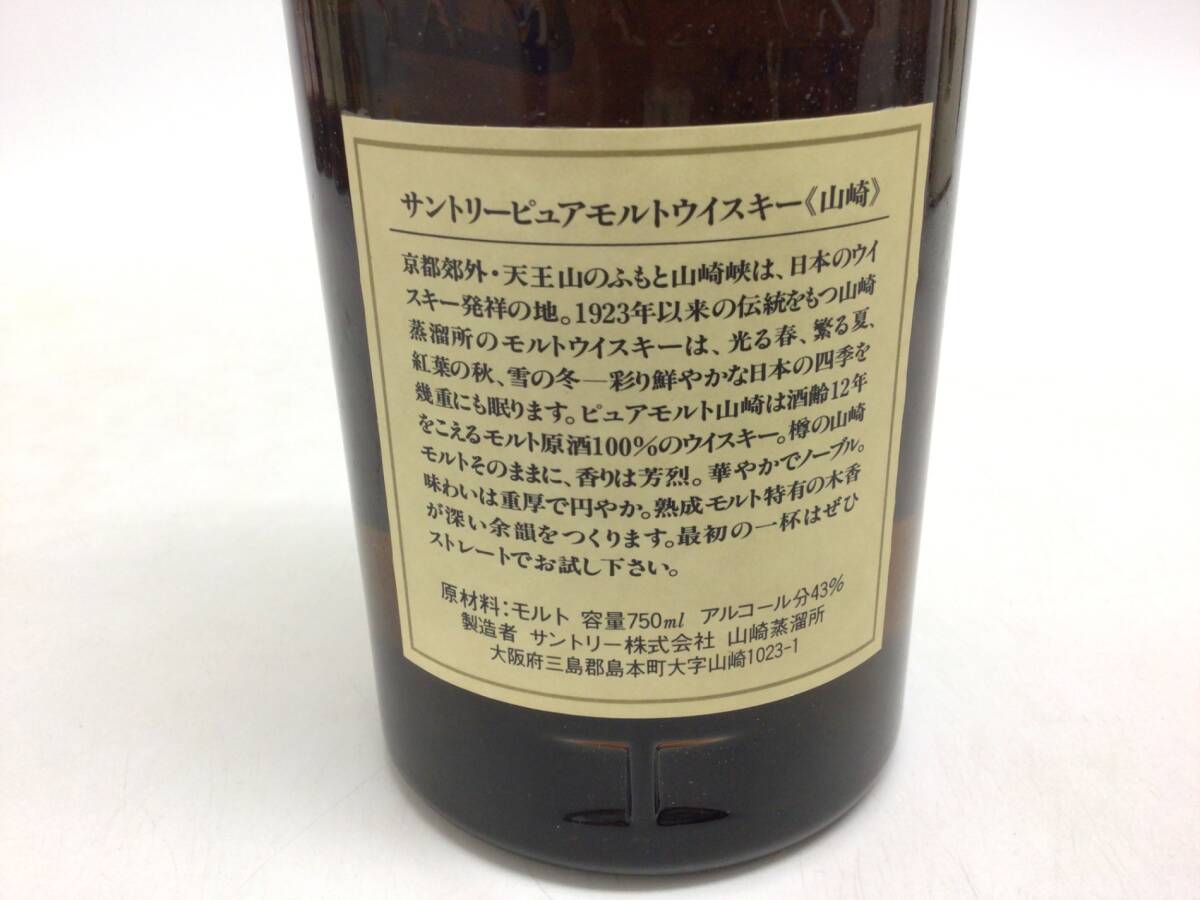 サントリーピュアモルトウイスキー《山崎》
京都郊外・天王山のふもと山崎峡は、日本のウイ
スキー発祥の地。1923年以来の伝統をもつ山崎
蒸溜所のモルトウイスキーは、光る春、繁る夏、
紅葉の秋、雪の冬―彩り鮮やかな日本の四季を
幾重にも眠ります。ピュアモルト山崎は酒齢12年
をこえるモルト原酒100%のウイスキー。樽の山崎
モルトそのままに、香りは芳烈。華やかでノーブル。
味わいは重厚で円やか。熟成モルト特有の木香
が深い余韻をつくります。最初の一杯はぜひ
ストレートでお試し下さい。
原材料：モルト 容量750ml アルコール分43%
製造者 サントリー株式会社 山崎蒸溜所
大阪府三島郡島本町大字山崎1023-1